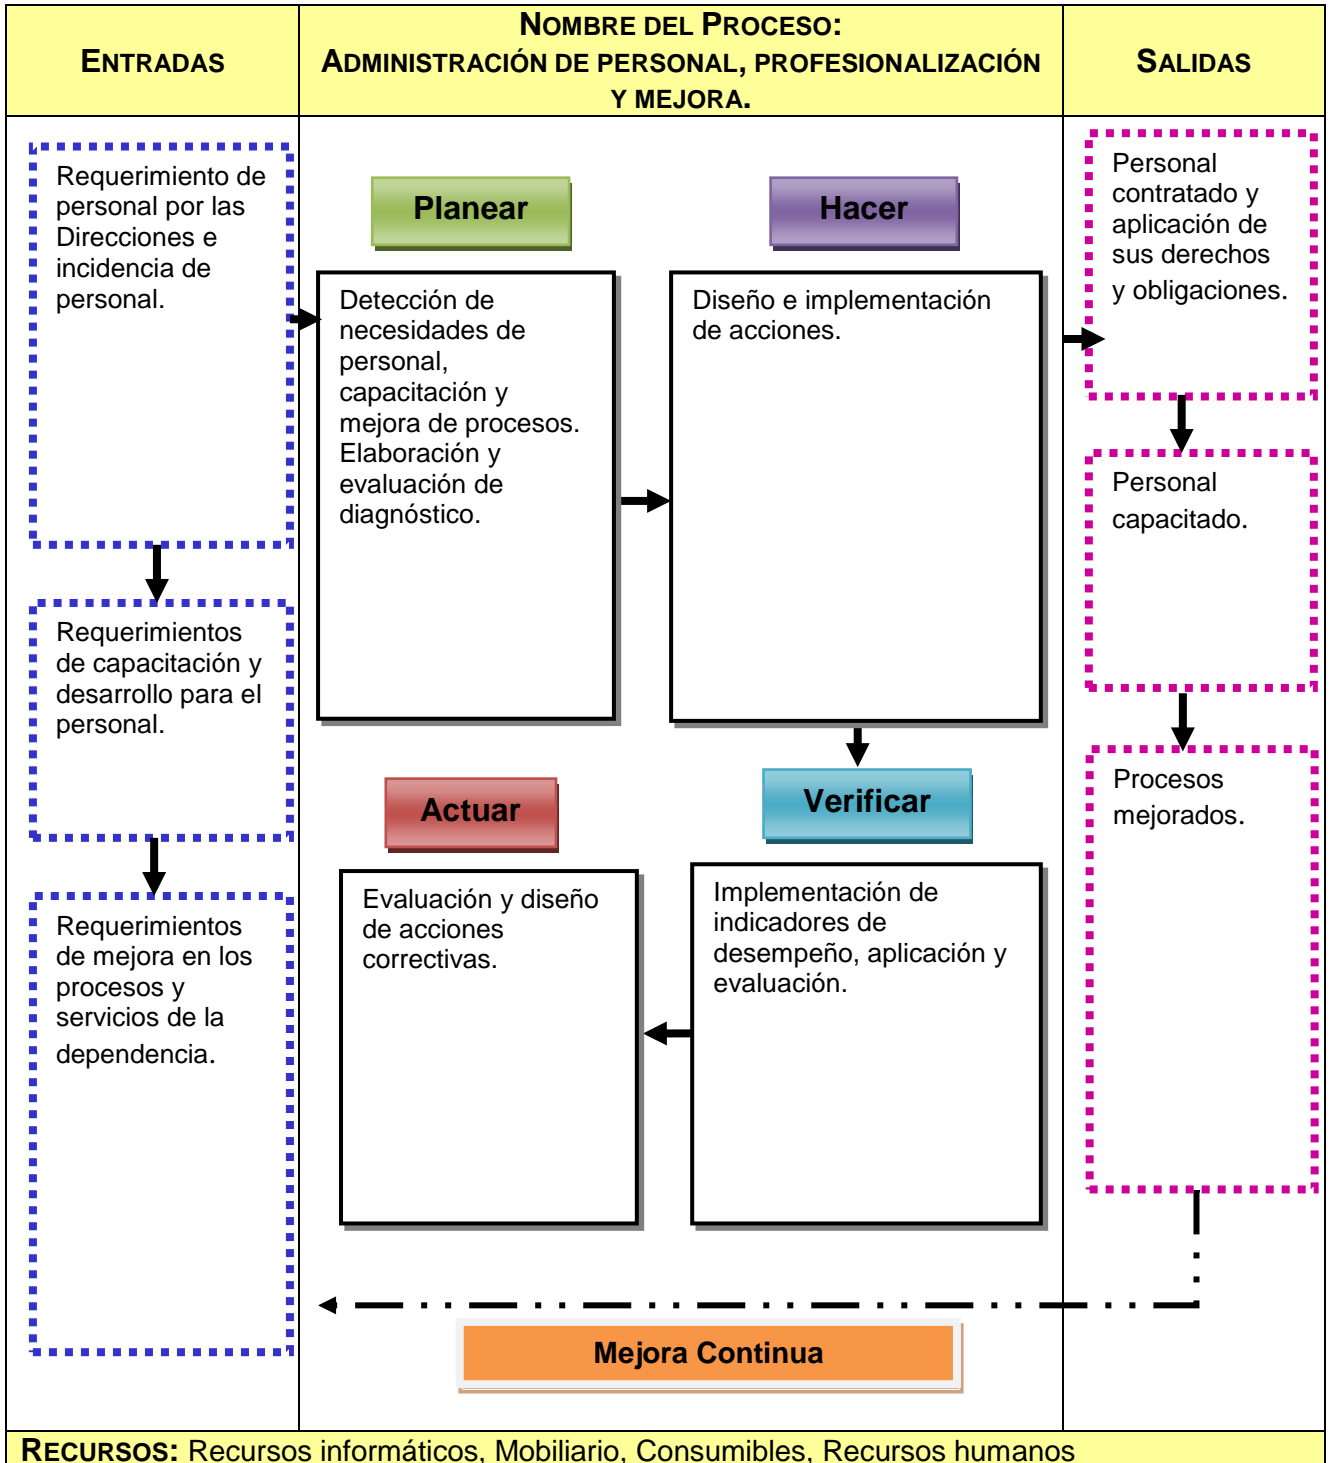 ENTRADAS
NOMBRE DEL PROCESO:
ADMINISTRACIÓN DE PERSONAL, PROFESIONALIZACIÓN
Y MEJORA.
SALIDAS
Requerimiento de
personal por las
Direcciones e
incidencia de
personal.
Requerimientos
de capacitación y
desarrollo para el
personal.
Requerimientos
de mejora en los
procesos y
servicios de la
dependencia.
Planear
Detección de
necesidades de
personal,
capacitación y
mejora de procesos.
Elaboración y
evaluación de
diagnóstico.
Hacer
Diseño e implementación
de acciones.
Verificar
Implementación de
indicadores de
desempeño, aplicación y
evaluación.
Actuar
Evaluación y diseño
de acciones
correctivas.
Personal
contratado y
aplicación de
sus derechos
y obligaciones.
Personal
capacitado.
Procesos
mejorados.
Mejora Continua
RECURSOS: Recursos informáticos, Mobiliario, Consumibles, Recursos humanos